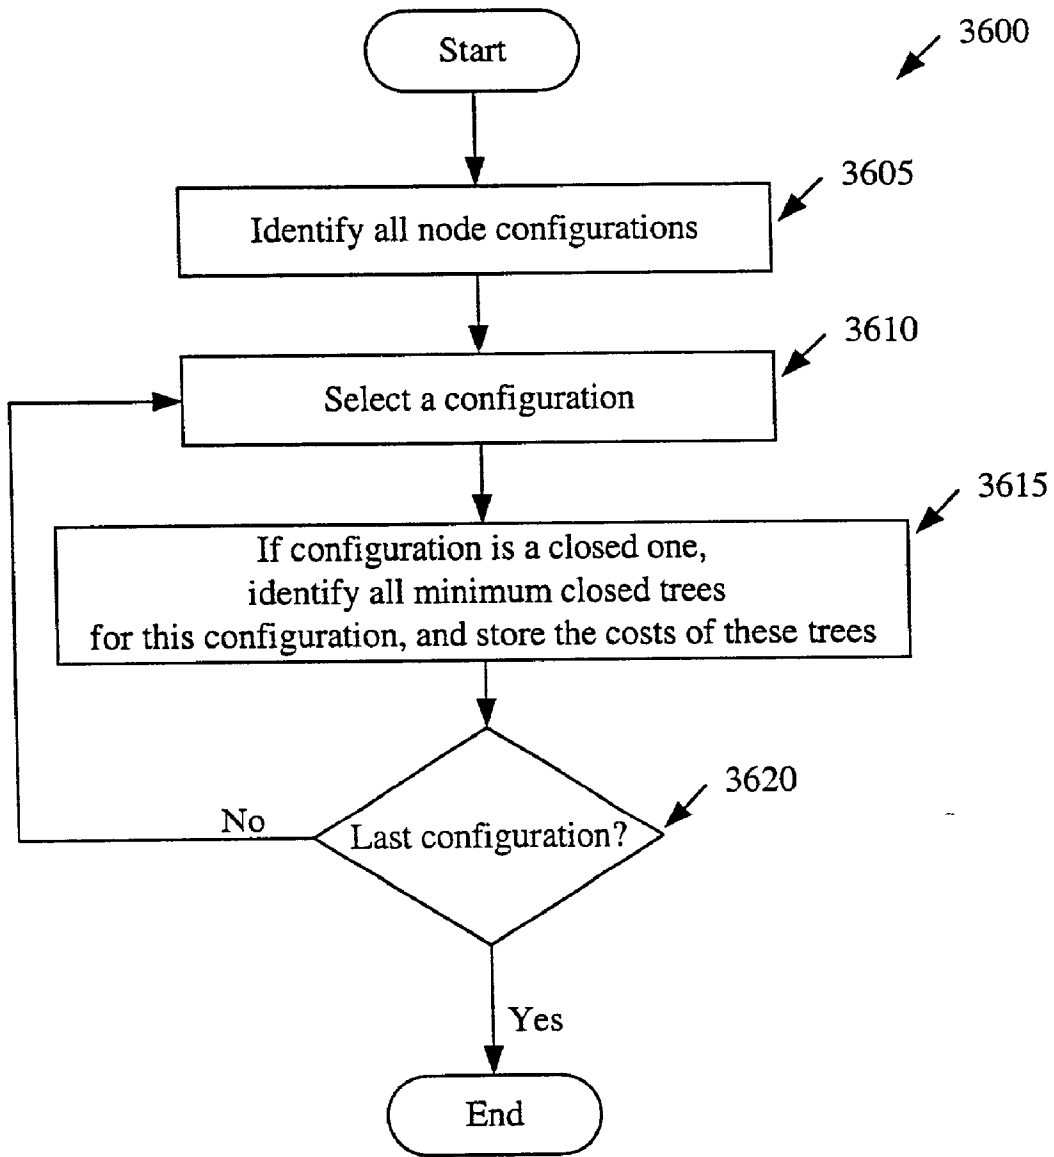 Start
3600
3605
Identify all node configurations
3610
Select a configuration
3615
If configuration is a closed one,
identify all minimum closed trees
for this configuration, and store the costs of these trees
3620
No
Last configuration?
Yes
End